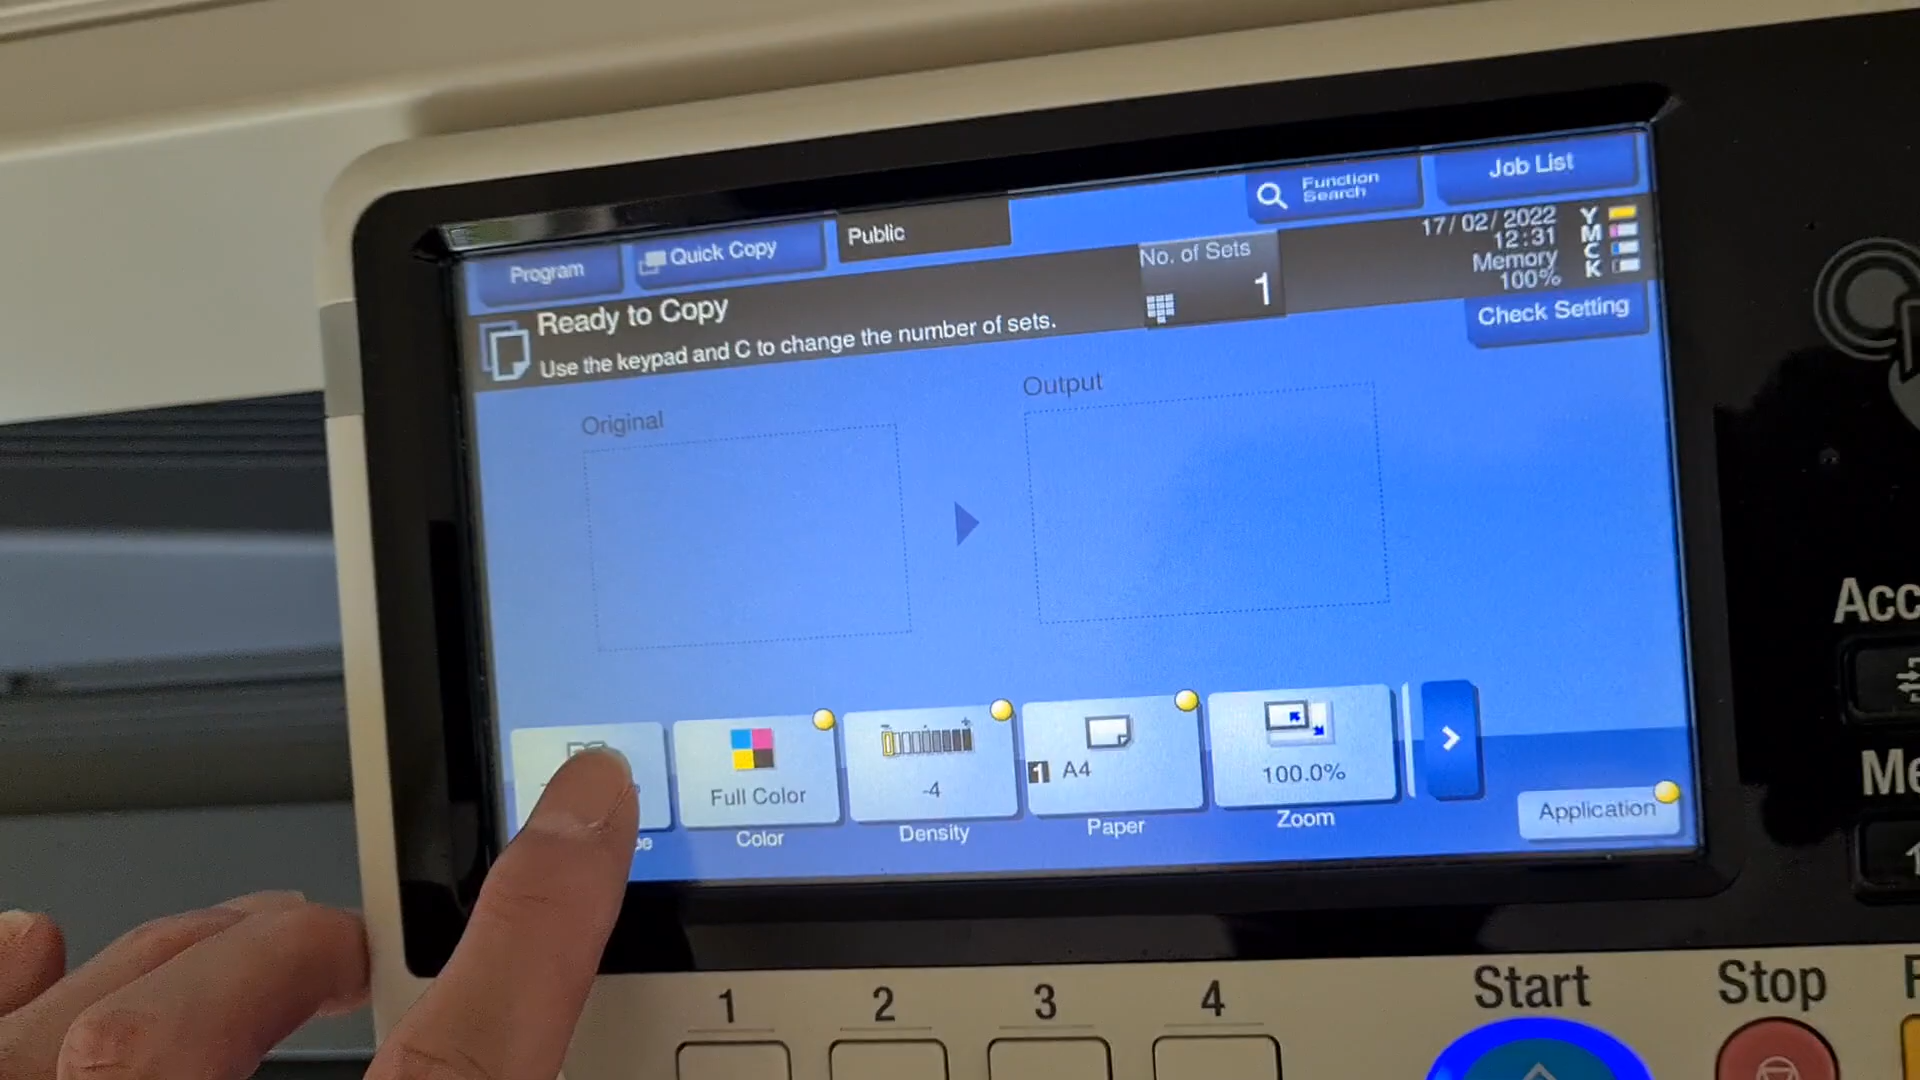 Job List
Function
Search
Public
Quick Copy
Program
17/02/2022
12:31
Memory
100%
Y
M
C
K
No. of Sets
1
Ready to Copy
Use the keypad and C to change the number of sets.
Check Setting
Original
Output
Full Color
Color
-4
Density
1 A4
Paper
100.0%
Zoom
Application
1
2
3
4
Start
Stop